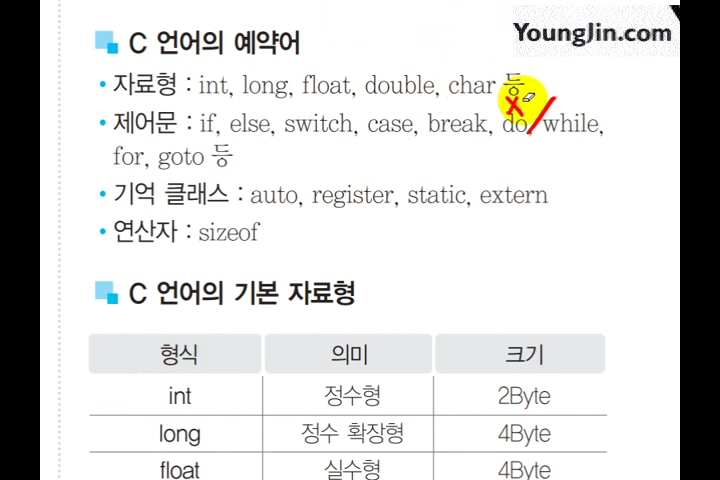 YoungJin.com
C 언어의 예약어
• 자료형 : int, long, float, double, char 등
• 제어문 : if, else, switch, case, break, do, while,
for, goto 등
• 기억 클래스 : auto, register, static, extern
• 연산자 : sizeof
C 언어의 기본 자료형
형식 의미 크기
int 정수형 2Byte
long 정수 확장형 4Byte
float 실수형 4Byte